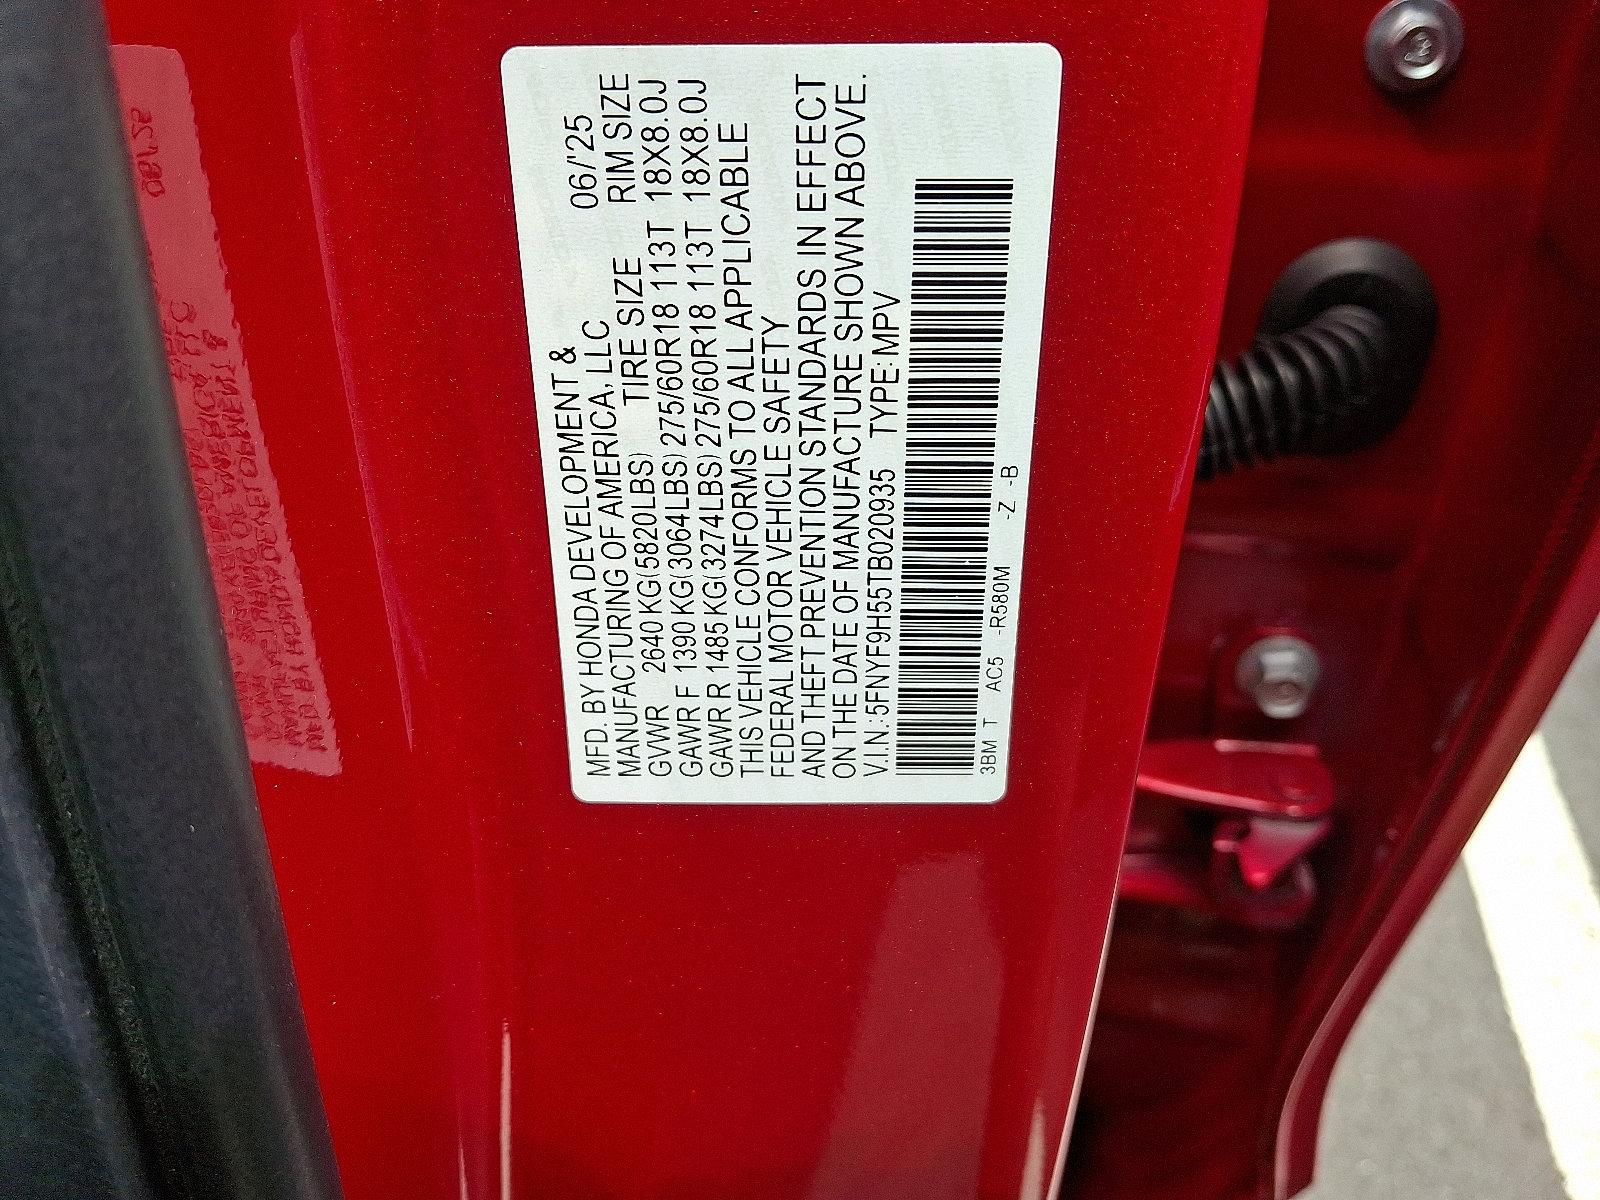 MFD. BY HONDA DEVELOPMENT &
MANUFACTURING OF AMERICA, LLC 06/'25
TIRE SIZE RIM SIZE
GVWR 2640 KG(5820LBS)
GAWR F 1390 KG(3064LBS) 275/60R18 113T 18X8.0J
GAWR R 1485 KG(3274LBS) 275/60R18 113T 18X8.0J
THIS VEHICLE CONFORMS TO ALL APPLICABLE
FEDERAL MOTOR VEHICLE SAFETY
AND THEFT PREVENTION STANDARDS IN EFFECT
ON THE DATE OF MANUFACTURE SHOWN ABOVE.
V.I.N.: 5FNYF9H55TB020935 TYPE: MPV
3BM T AC5 -R580M -Z -B